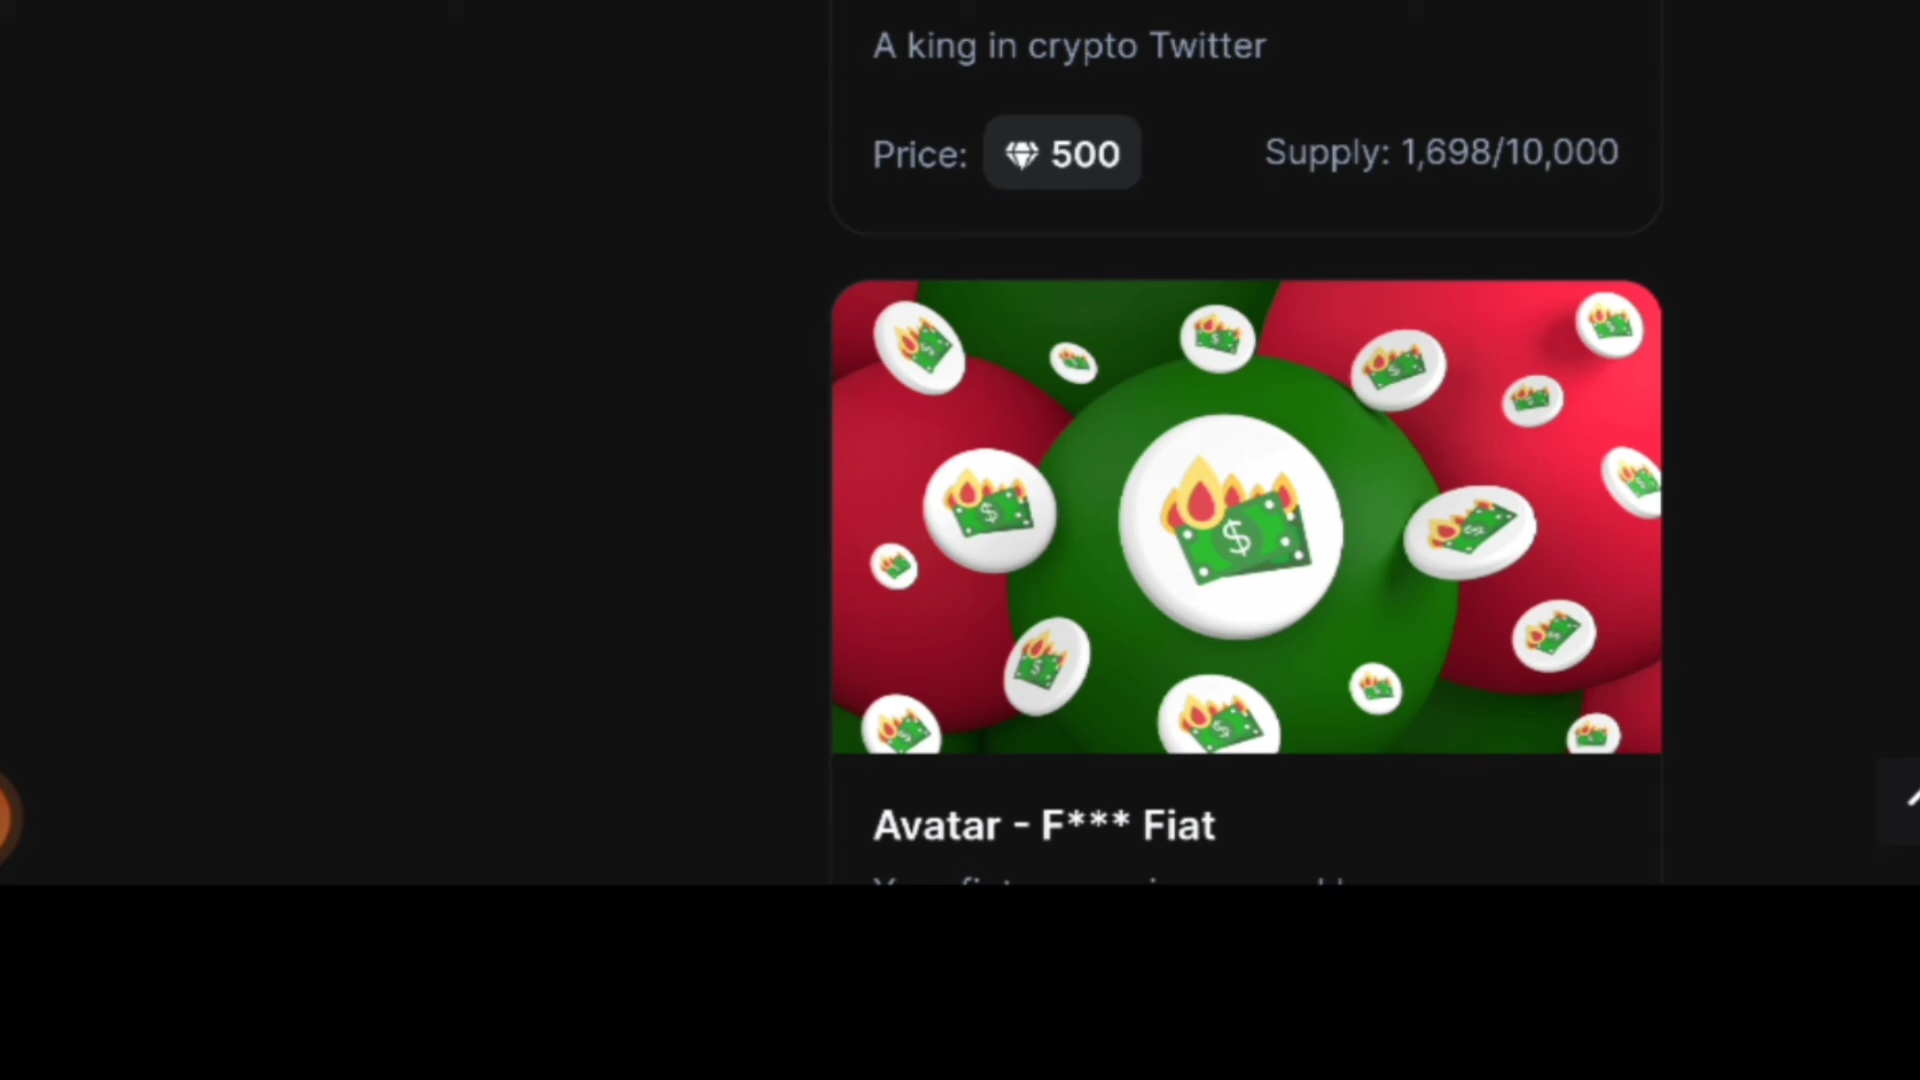 A king in crypto Twitter
Price: 500
Supply: 1,698/10,000
Avatar - F*** Fiat